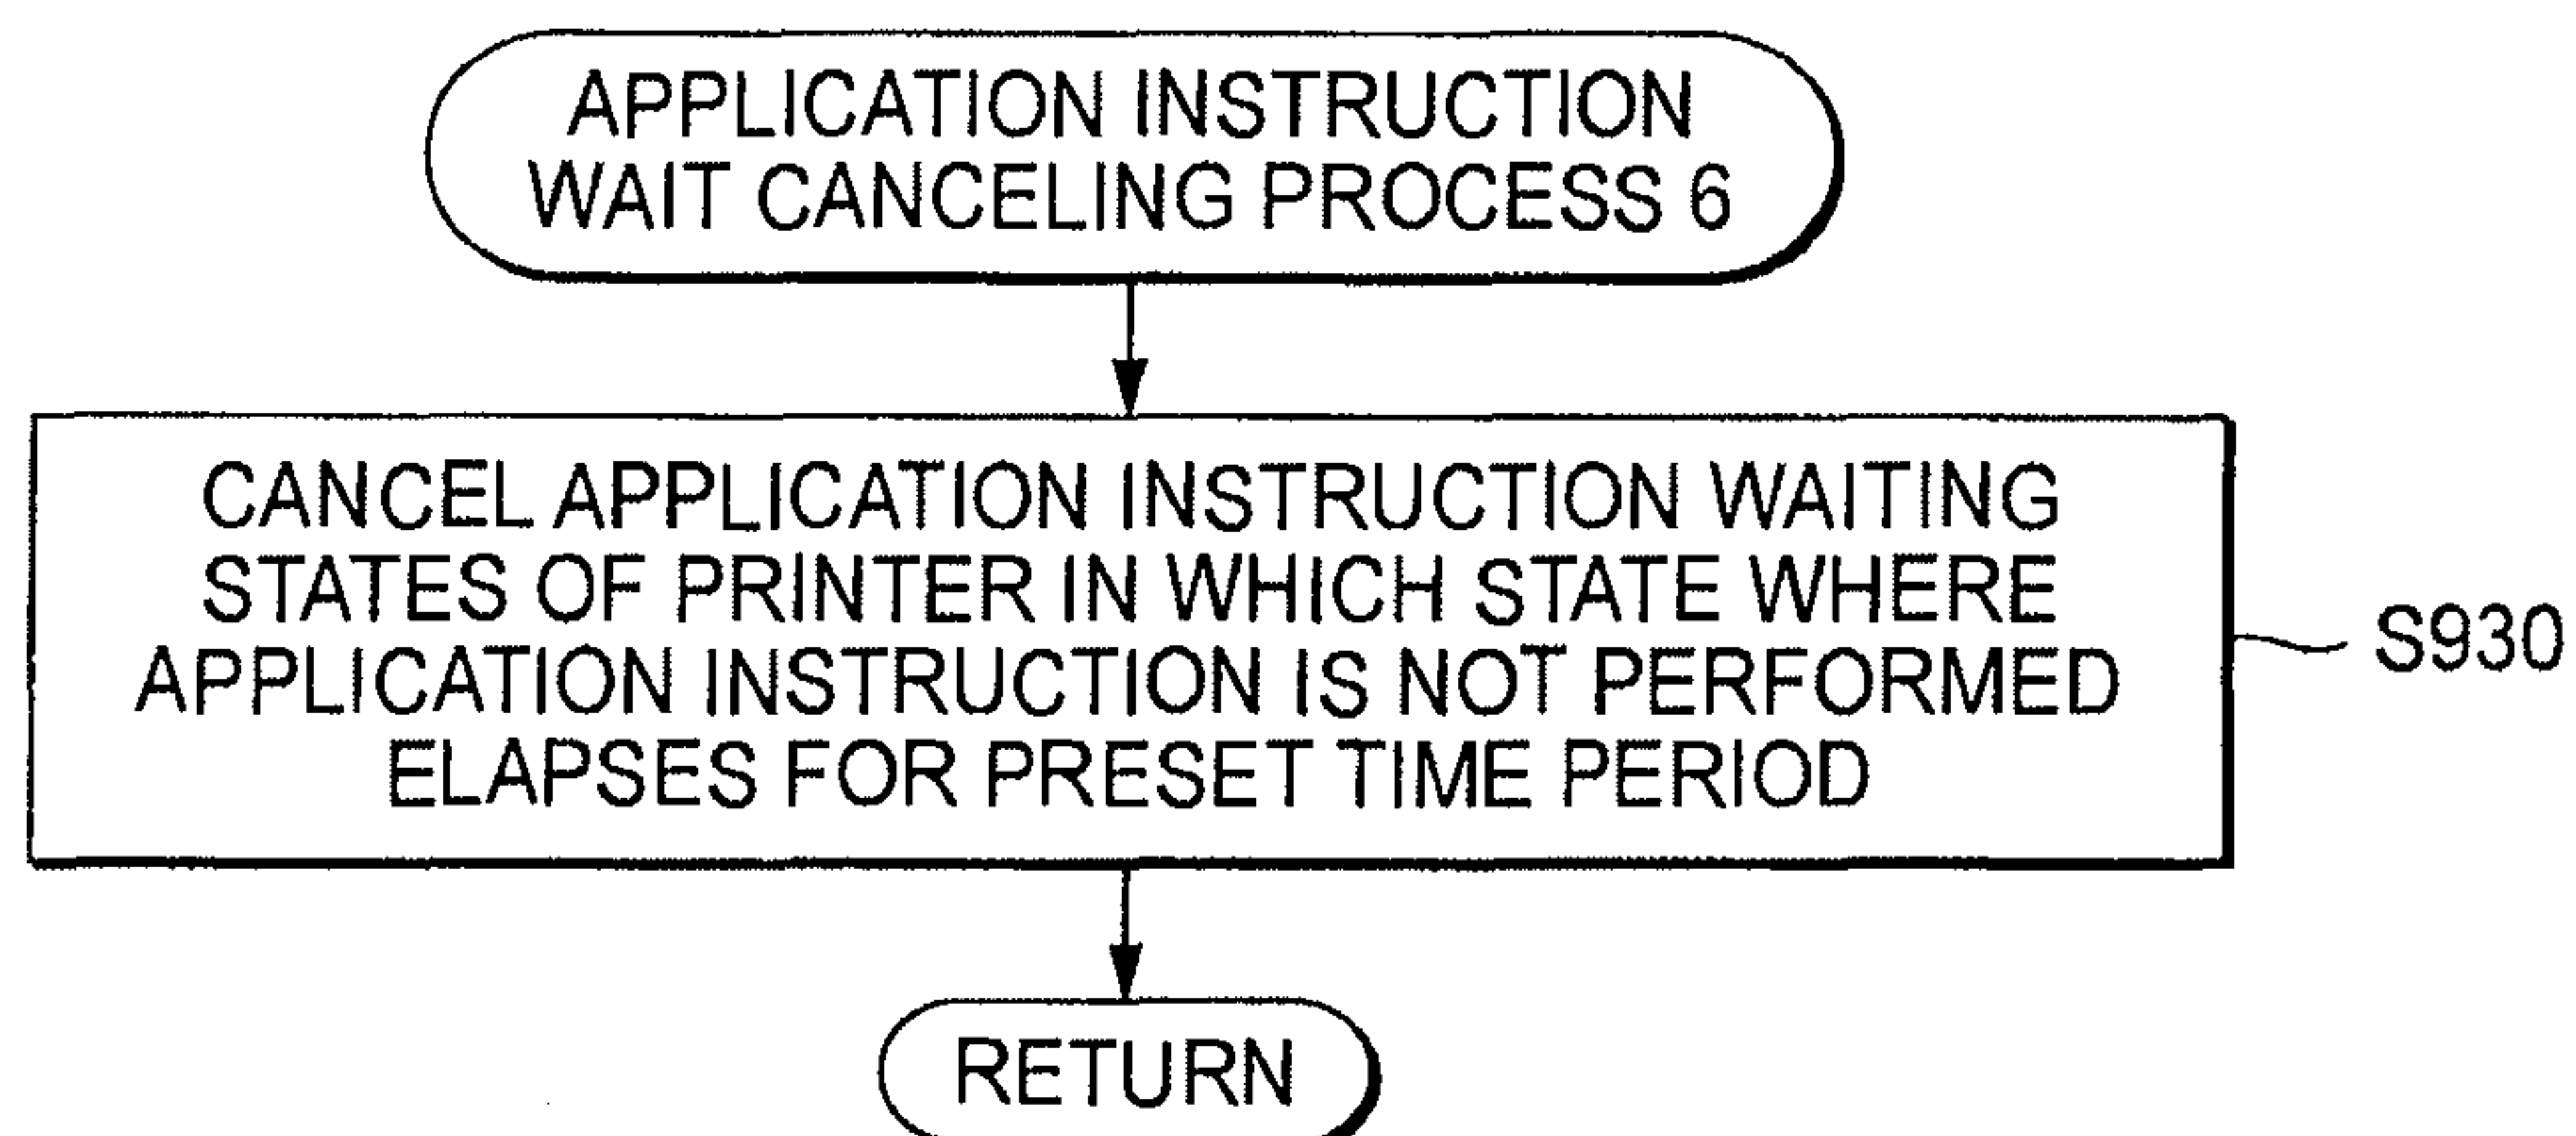 APPLICATION INSTRUCTION
WAIT CANCELING PROCESS 6
CANCEL APPLICATION INSTRUCTION WAITING
STATES OF PRINTER IN WHICH STATE WHERE
APPLICATION INSTRUCTION IS NOT PERFORMED
ELAPSES FOR PRESET TIME PERIOD
S930
RETURN